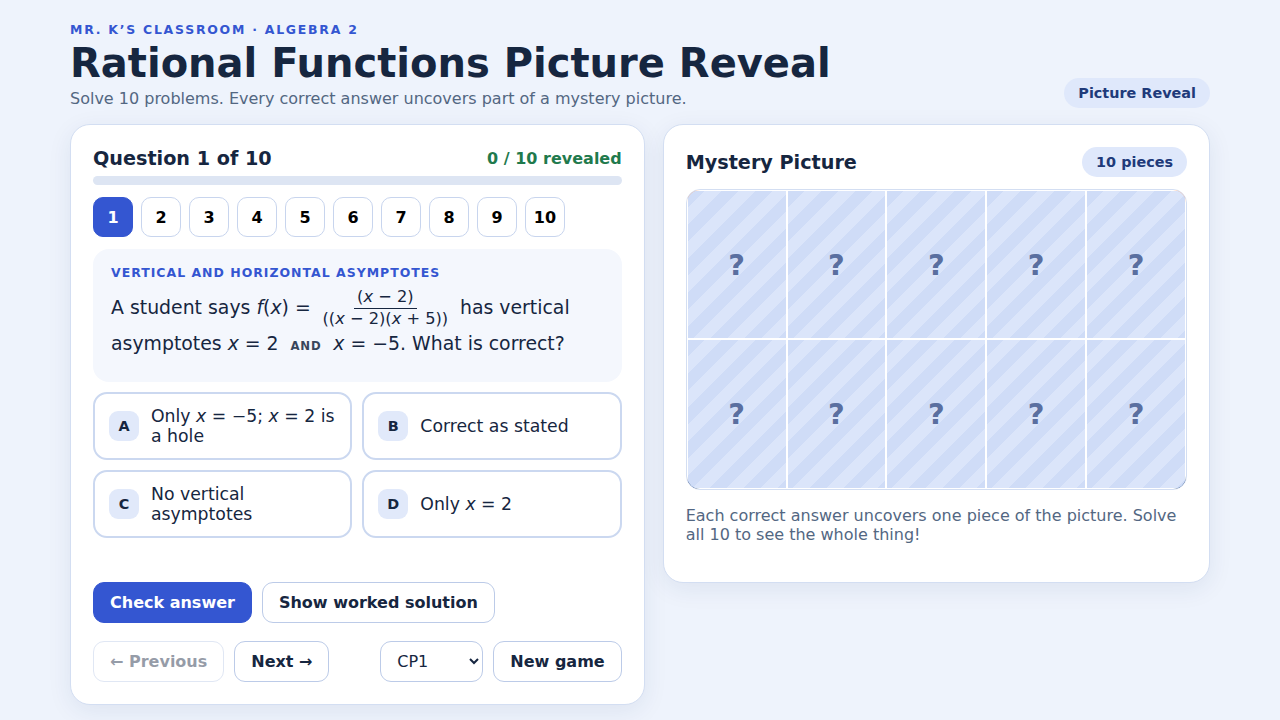 MR. K’S CLASSROOM · ALGEBRA 2
Rational Functions Picture Reveal
Solve 10 problems. Every correct answer uncovers part of a mystery picture.
Picture Reveal
Question 1 of 10
0 / 10 revealed
1 2 3 4 5 6 7 8 9 10
VERTICAL AND HORIZONTAL ASYMPTOTES
A student says f(x) = (x − 2) / ((x − 2)(x + 5)) has vertical
asymptotes x = 2 AND x = −5. What is correct?
A Only x = −5; x = 2 is
a hole
B Correct as stated
C No vertical
asymptotes
D Only x = 2
Check answer
Show worked solution
← Previous
Next →
CP1
New game
Mystery Picture
10 pieces
? ? ? ? ?
? ? ? ? ?
Each correct answer uncovers one piece of the picture. Solve
all 10 to see the whole thing!